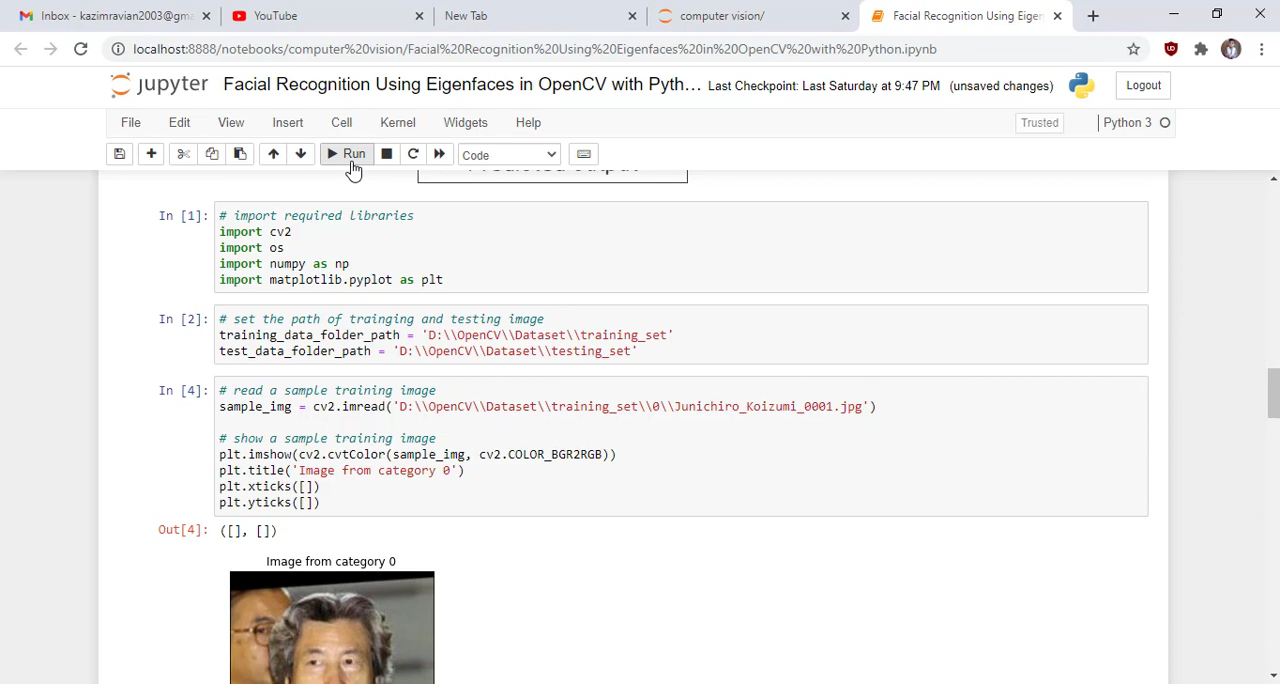 Inbox - kazimravian2003@gma
YouTube
New Tab
computer vision/
Facial Recognition Using Eigen
localhost:8888/notebooks/computer%20vision/Facial%20Recognition%20Using%20Eigenfaces%20in%20OpenCV%20with%20Python.ipynb
jupyter Facial Recognition Using Eigenfaces in OpenCV with Pyth... Last Checkpoint: Last Saturday at 9:47 PM (unsaved changes) Logout
File Edit View Insert Cell Kernel Widgets Help Trusted Python 3
Run Code
Predicted output
In [1]: # import required libraries
import cv2
import os
import numpy as np
import matplotlib.pyplot as plt
In [2]: # set the path of trainging and testing image
training_data_folder_path = 'D:\\OpenCV\\Dataset\\training_set'
test_data_folder_path = 'D:\\OpenCV\\Dataset\\testing_set'
In [4]: # read a sample training image
sample_img = cv2.imread('D:\\OpenCV\\Dataset\\training_set\\0\\Junichiro_Koizumi_0001.jpg')
# show a sample training image
plt.imshow(cv2.cvtColor(sample_img, cv2.COLOR_BGR2RGB))
plt.title('Image from category 0')
plt.xticks([])
plt.yticks([])
Out[4]: ([], [])
Image from category 0